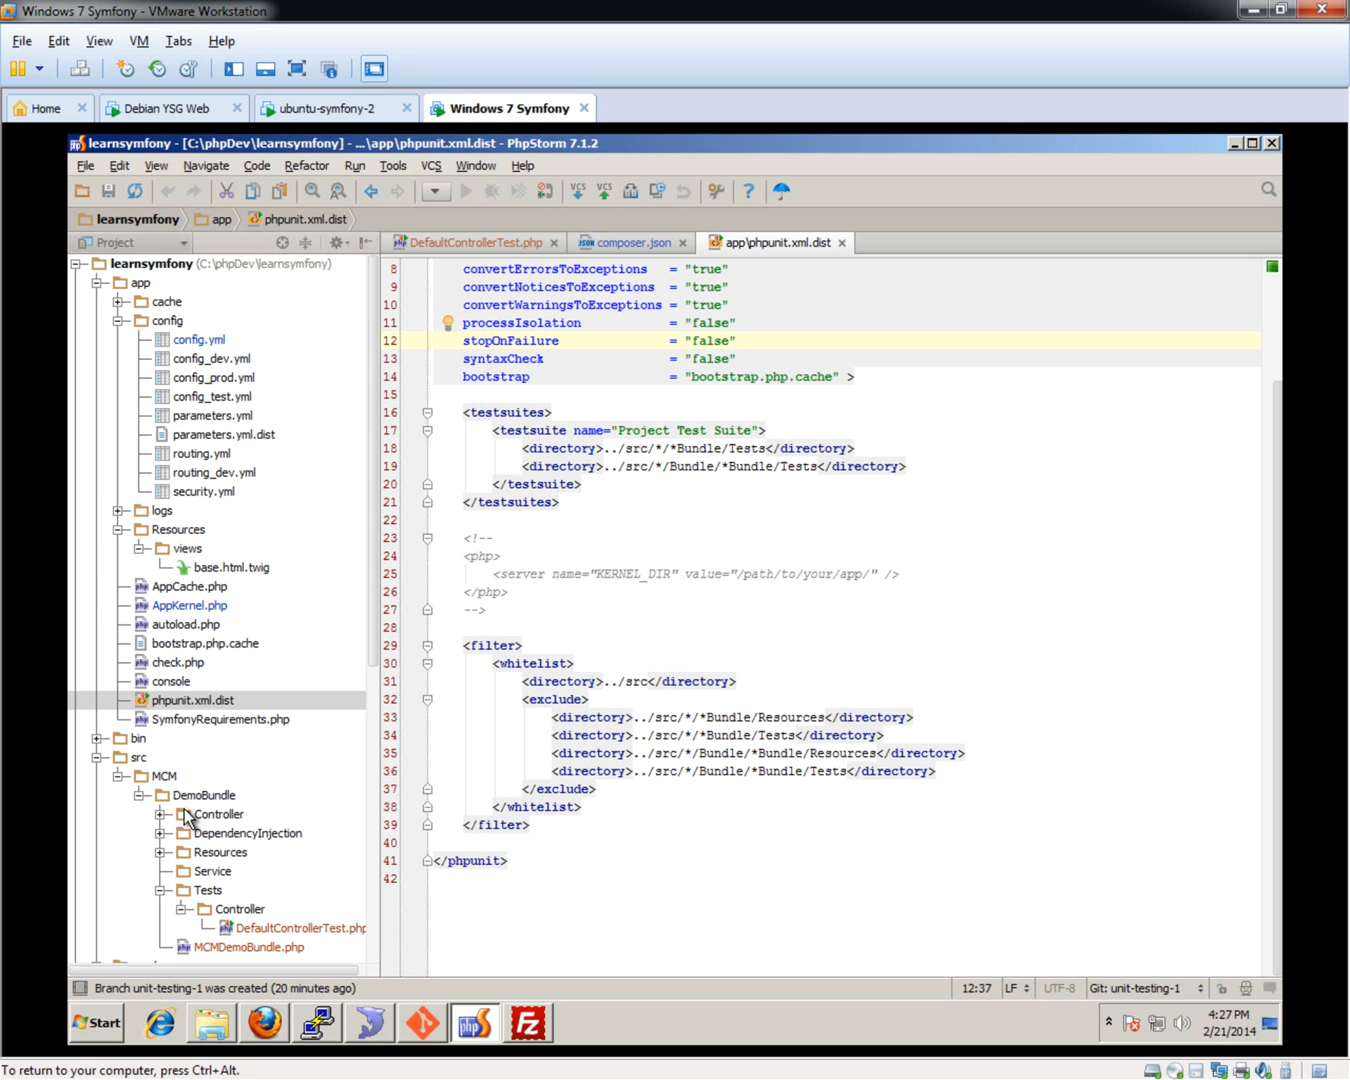 Windows 7 Symfony - VMware Workstation
File Edit View VM Tabs Help
Home Debian YSG Web ubuntu-symfony-2 Windows 7 Symfony
learnsymfony - [C:\phpDev\learnsymfony] - ...\app\phpunit.xml.dist - PhpStorm 7.1.2
File Edit View Navigate Code Refactor Run Tools VCS Window Help
VCS VCS
learnsymfony app phpunit.xml.dist
Project DefaultControllerTest.php composer.json app\phpunit.xml.dist
learnsymfony (C:\phpDev\learnsymfony)
app
cache
config
config.yml
config_dev.yml
config_prod.yml
config_test.yml
parameters.yml
parameters.yml.dist
routing.yml
routing_dev.yml
security.yml
logs
Resources
views
base.html.twig
AppCache.php
AppKernel.php
autoload.php
bootstrap.php.cache
check.php
console
phpunit.xml.dist
SymfonyRequirements.php
bin
src
MCM
DemoBundle
Controller
DependencyInjection
Resources
Service
Tests
Controller
DefaultControllerTest.php
MCMDemoBundle.php
8 convertErrorsToExceptions = "true"
9 convertNoticesToExceptions = "true"
10 convertWarningsToExceptions = "true"
11 processIsolation = "false"
12 stopOnFailure = "false"
13 syntaxCheck = "false"
14 bootstrap = "bootstrap.php.cache" >
15
16 <testsuites>
17 <testsuite name="Project Test Suite">
18 <directory>../src/*/*Bundle/Tests</directory>
19 <directory>../src/*/Bundle/*Bundle/Tests</directory>
20 </testsuite>
21 </testsuites>
22
23 <!--
24 <php>
25 <server name="KERNEL_DIR" value="/path/to/your/app/" />
26 </php>
27 -->
28
29 <filter>
30 <whitelist>
31 <directory>../src</directory>
32 <exclude>
33 <directory>../src/*/*Bundle/Resources</directory>
34 <directory>../src/*/*Bundle/Tests</directory>
35 <directory>../src/*/Bundle/*Bundle/Resources</directory>
36 <directory>../src/*/Bundle/*Bundle/Tests</directory>
37 </exclude>
38 </whitelist>
39 </filter>
40
41 </phpunit>
42
Branch unit-testing-1 was created (20 minutes ago) 12:37 LF UTF-8 Git: unit-testing-1
Start 4:27 PM
2/21/2014
To return to your computer, press Ctrl+Alt.